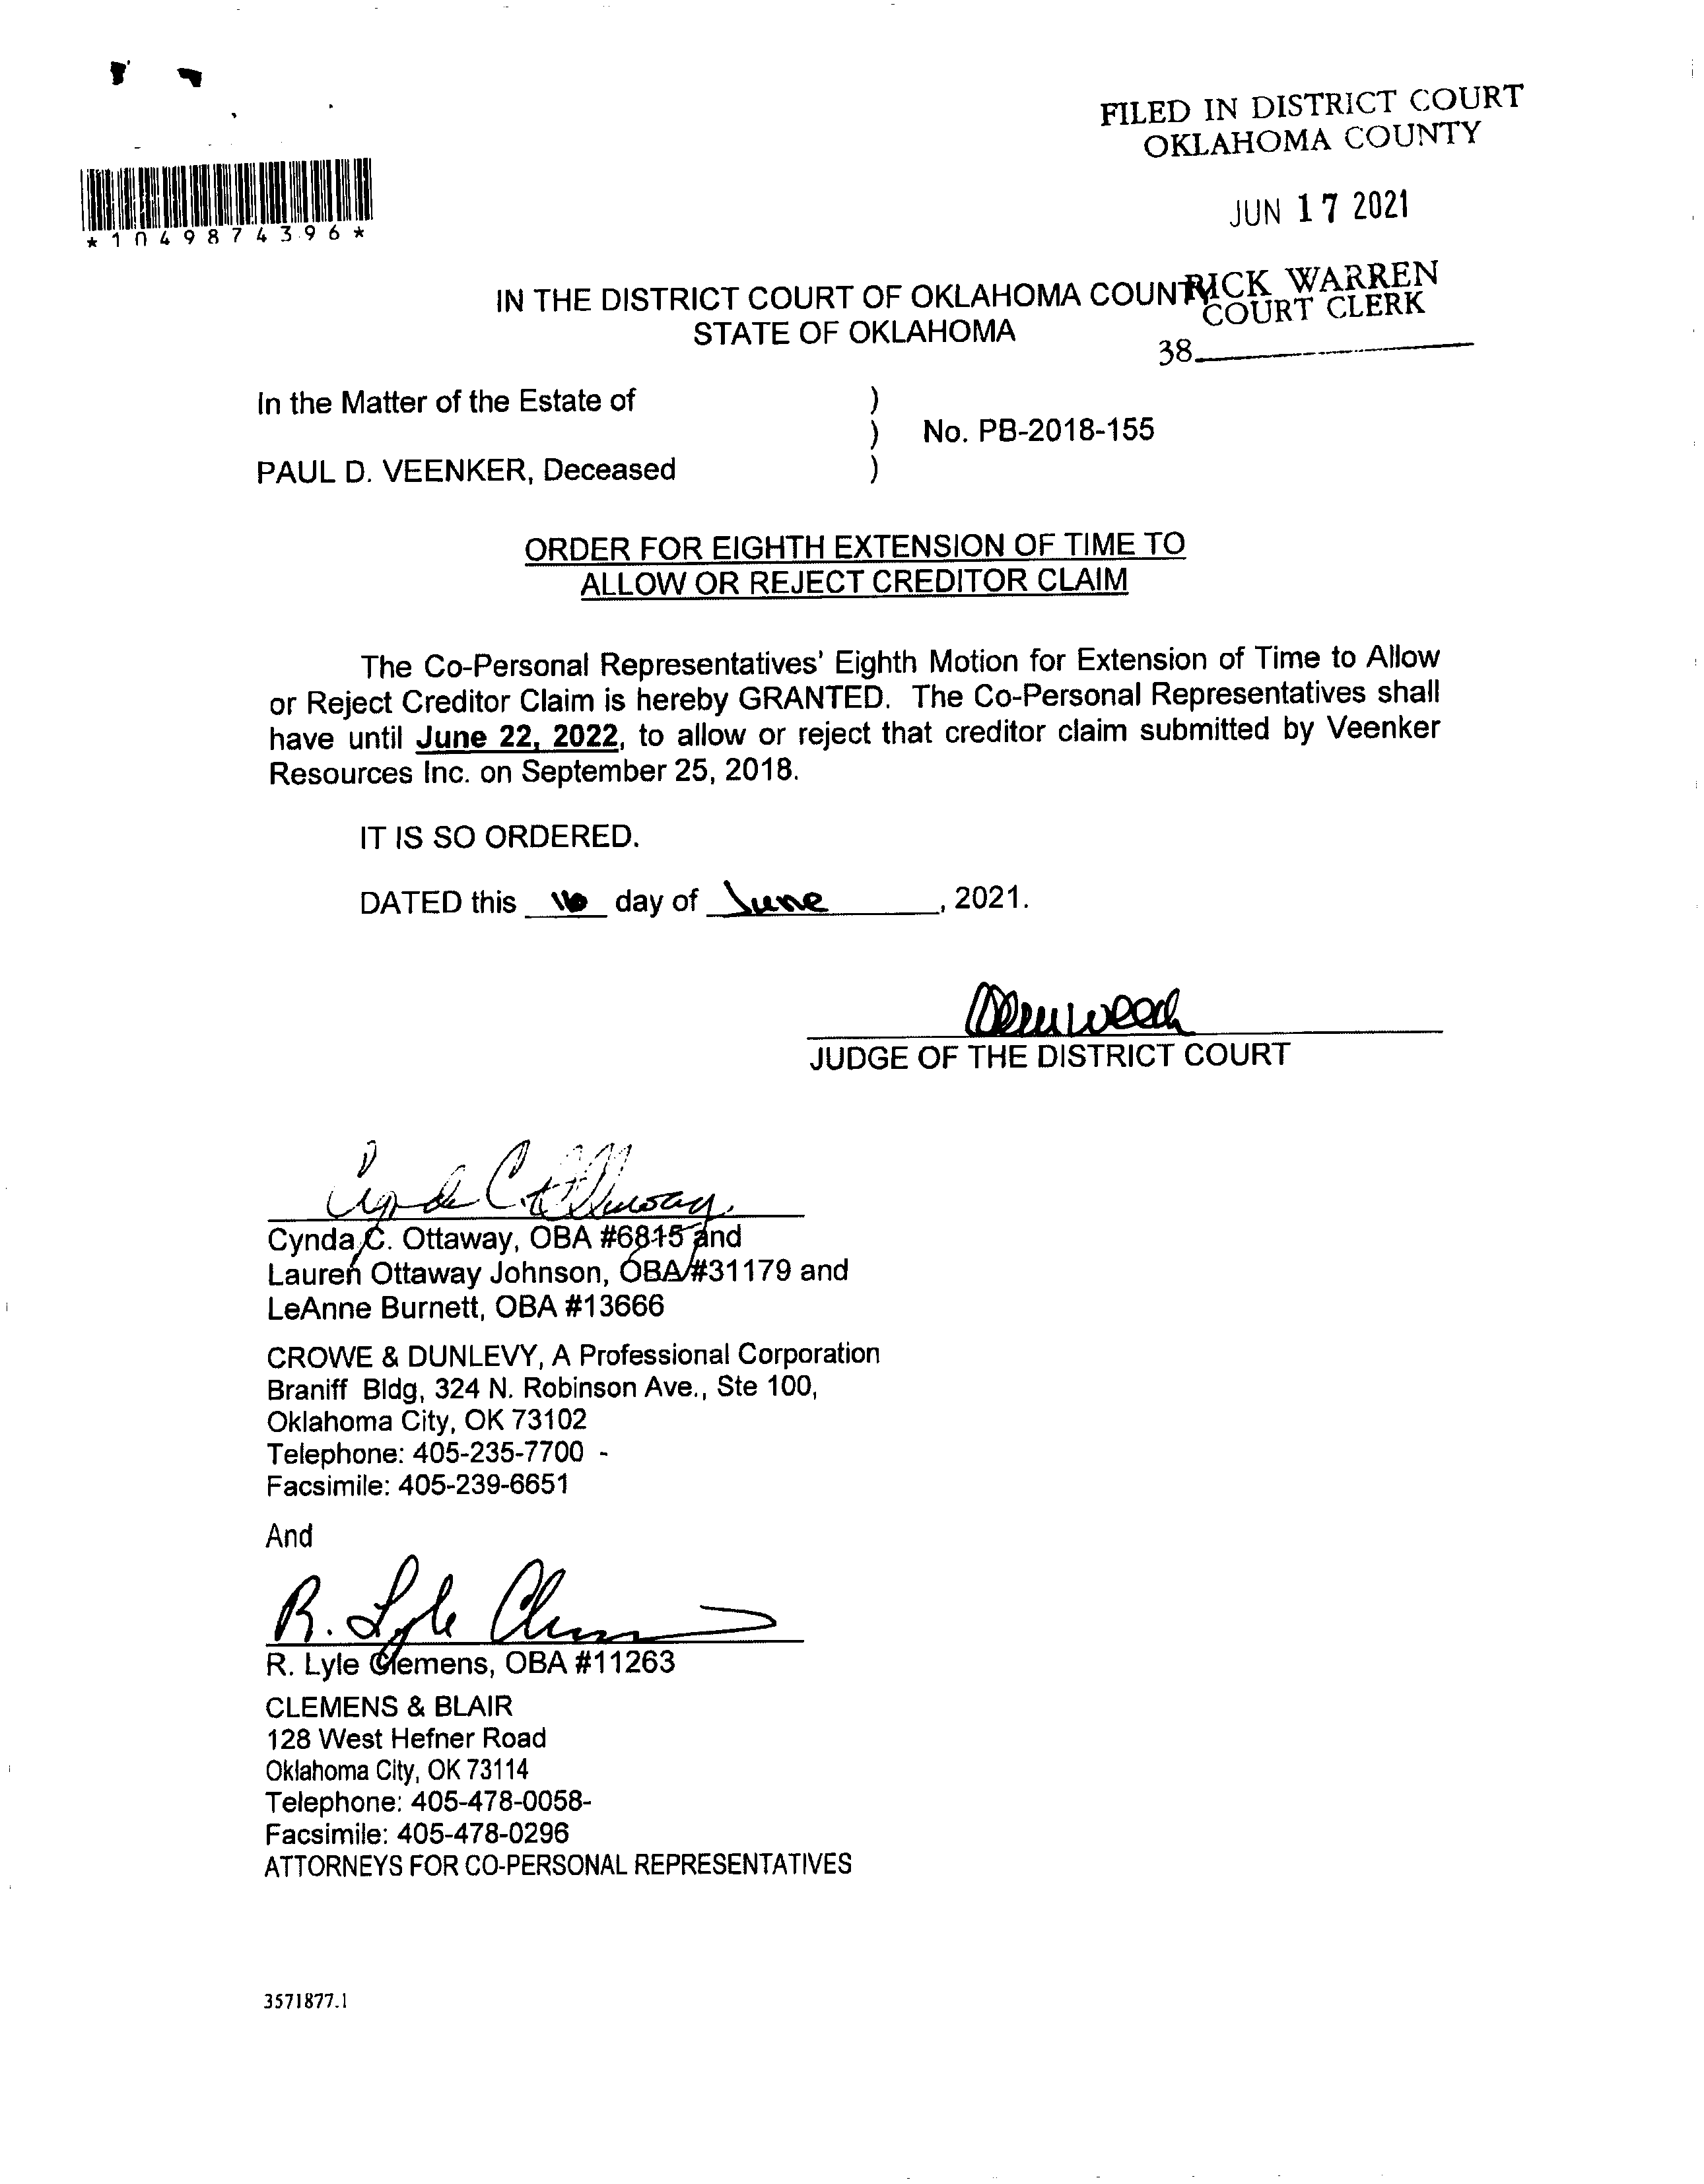 FILED IN DISTRICT COURT
OKLAHOMA COUNTY
JUN 17 2021
*1049874396*
RICK WARREN
COURT CLERK
38
IN THE DISTRICT COURT OF OKLAHOMA COUNTY
STATE OF OKLAHOMA
In the Matter of the Estate of )
) No. PB-2018-155
PAUL D. VEENKER, Deceased )
ORDER FOR EIGHTH EXTENSION OF TIME TO
ALLOW OR REJECT CREDITOR CLAIM
The Co-Personal Representatives' Eighth Motion for Extension of Time to Allow
or Reject Creditor Claim is hereby GRANTED. The Co-Personal Representatives shall
have until June 22, 2022, to allow or reject that creditor claim submitted by Veenker
Resources Inc. on September 25, 2018.
IT IS SO ORDERED.
DATED this 16 day of June, 2021.
JUDGE OF THE DISTRICT COURT
Cynda C. Ottaway
Cynda C. Ottaway, OBA #6815 and
Lauren Ottaway Johnson, OBA #31179 and
LeAnne Burnett, OBA #13666
CROWE & DUNLEVY, A Professional Corporation
Braniff Bldg, 324 N. Robinson Ave., Ste 100,
Oklahoma City, OK 73102
Telephone: 405-235-7700 -
Facsimile: 405-239-6651
And
R. Lyle Clemens
R. Lyle Clemens, OBA #11263
CLEMENS & BLAIR
128 West Hefner Road
Oklahoma City, OK 73114
Telephone: 405-478-0058-
Facsimile: 405-478-0296
ATTORNEYS FOR CO-PERSONAL REPRESENTATIVES
3571877.1